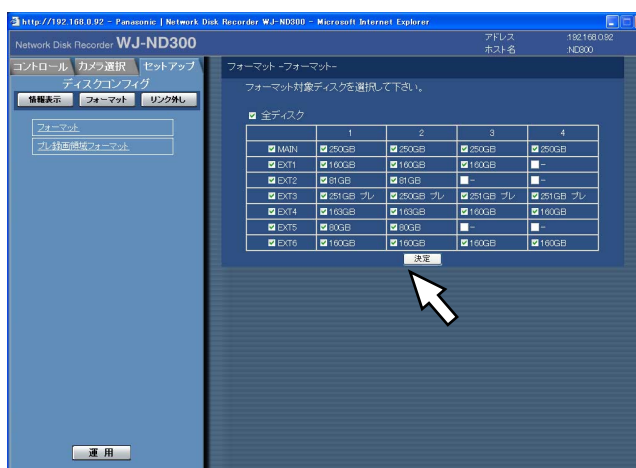 http://192.168.0.92 - Panasonic | Network Disk Recorder WJ-ND300 - Microsoft Internet Explorer
Network Disk Recorder WJ-ND300
アドレス :192.168.0.92
ホスト名 :ND300
コントロール カメラ選択 セットアップ
ディスクコンフィグ
情報表示 フォーマット リンク外し
フォーマット
プレ録画領域フォーマット
フォーマット -フォーマット-
フォーマット対象ディスクを選択して下さい。
全ディスク
1 2 3 4
MAIN 250GB 250GB 250GB 250GB
EXT1 160GB 160GB 160GB -
EXT2 81GB 81GB - -
EXT3 251GB プレ 250GB プレ 251GB プレ 251GB プレ
EXT4 163GB 163GB 160GB 160GB
EXT5 80GB 80GB - -
EXT6 160GB 160GB 160GB 160GB
決定
運用